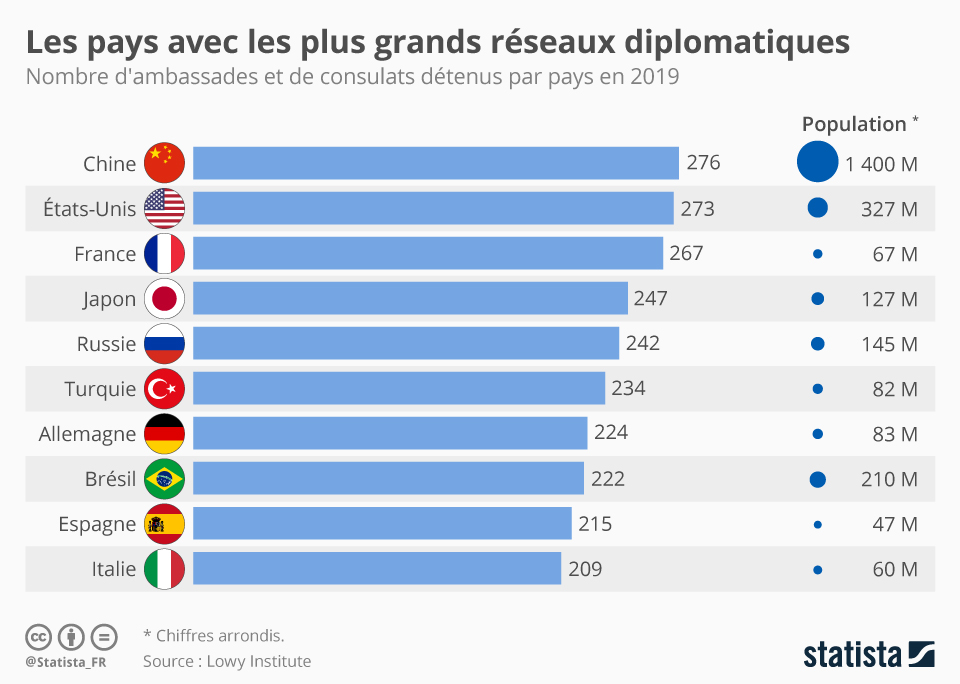 Les pays avec les plus grands réseaux diplomatiques
Nombre d'ambassades et de consulats détenus par pays en 2019
Population *
Chine 276 1 400 M
États-Unis 273 327 M
France 267 67 M
Japon 247 127 M
Russie 242 145 M
Turquie 234 82 M
Allemagne 224 83 M
Brésil 222 210 M
Espagne 215 47 M
Italie 209 60 M
cc
* Chiffres arrondis.
@Statista_FR
Source : Lowy Institute
statista